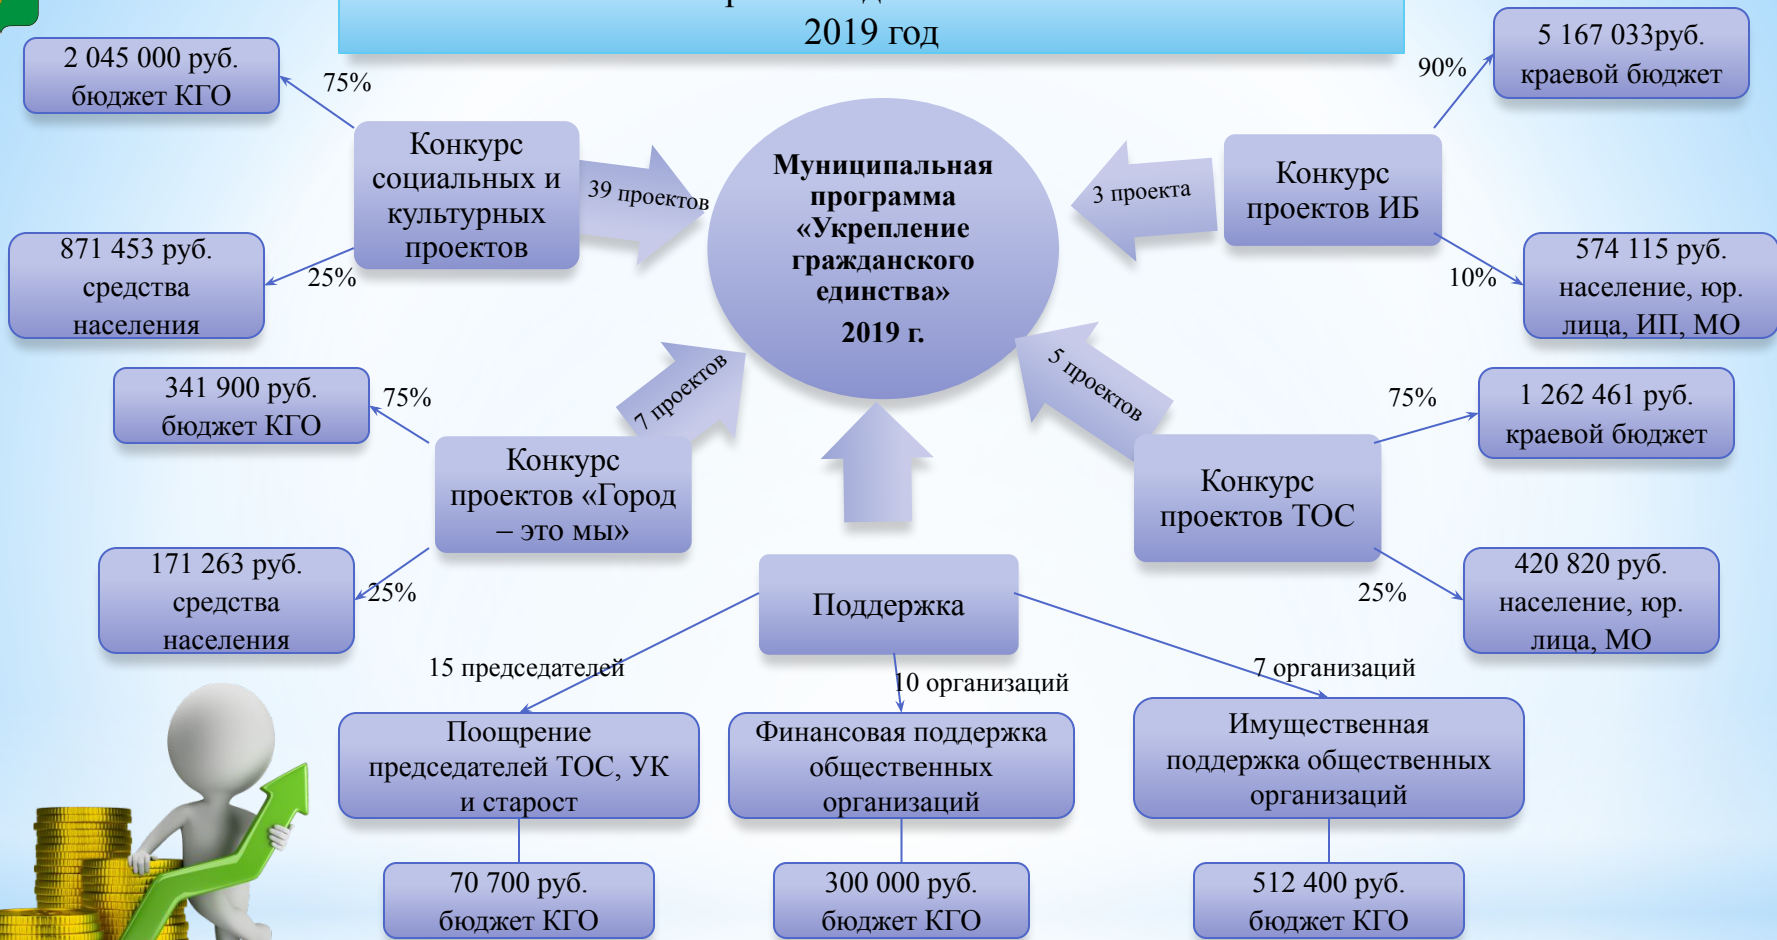 2019 год
2 045 000 руб.
бюджет КГО
75%
Конкурс
социальных и
культурных
проектов
39 проектов
871 453 руб.
средства
населения
25%
Муниципальная
программа
«Укрепление
гражданского
единства»
2019 г.
5 167 033руб.
краевой бюджет
90%
Конкурс
проектов ИБ
3 проекта
574 115 руб.
население, юр.
лица, ИП, МО
10%
341 900 руб.
бюджет КГО
75%
Конкурс
проектов «Город
– это мы»
7 проектов
171 263 руб.
средства
населения
25%
1 262 461 руб.
краевой бюджет
75%
Конкурс
проектов ТОС
5 проектов
420 820 руб.
население, юр.
лица, МО
25%
Поддержка
15 председателей
10 организаций
7 организаций
Поощрение
председателей ТОС, УК
и старост
Финансовая поддержка
общественных
организаций
Имущественная
поддержка общественных
организаций
70 700 руб.
бюджет КГО
300 000 руб.
бюджет КГО
512 400 руб.
бюджет КГО